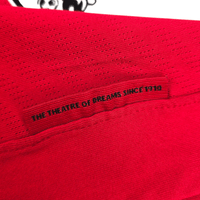 THE THEATRE OF DREAMS SINCE 1910